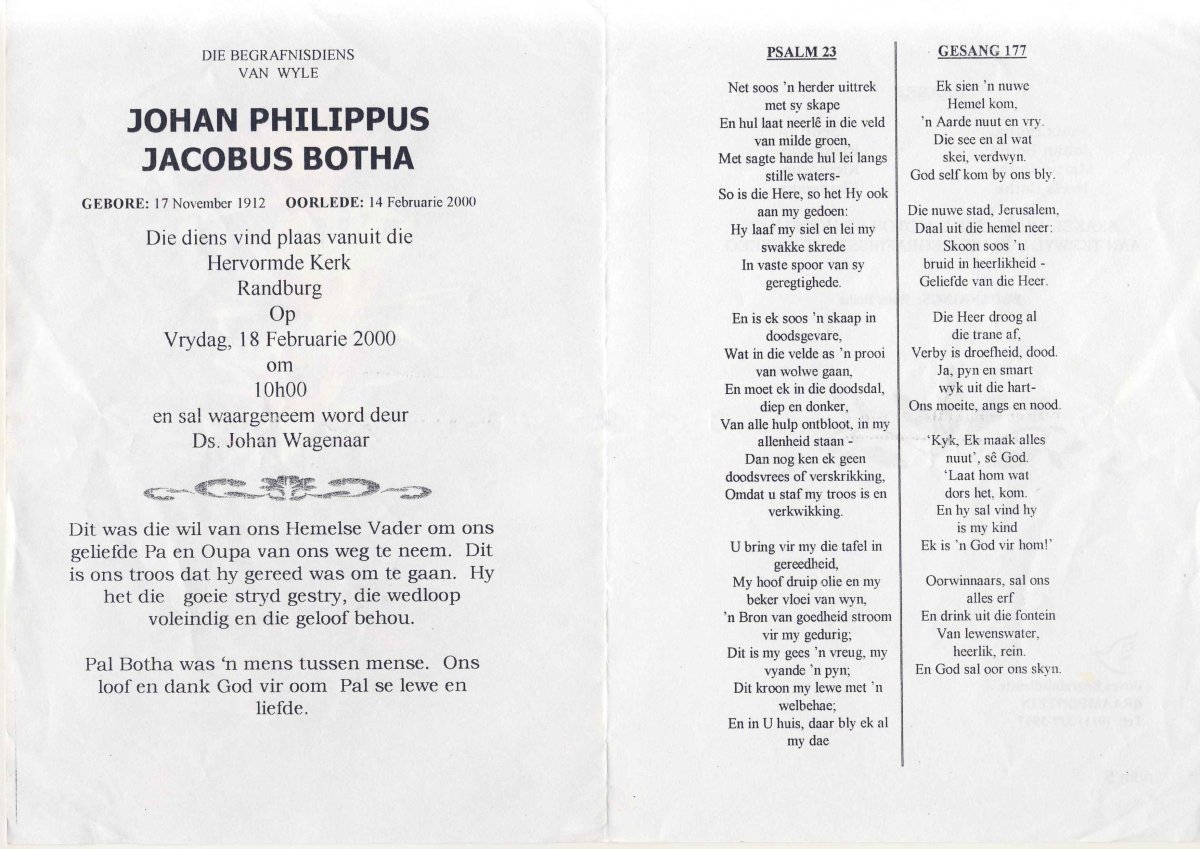 DIE BEGRAFNISDIENS
VAN WYLE
JOHAN PHILIPPUS
JACOBUS BOTHA
GEBORE: 17 November 1912 OORLEDE: 14 Februarie 2000
Die diens vind plaas vanuit die
Hervormde Kerk
Randburg
Op
Vrydag, 18 Februarie 2000
om
10h00
en sal waargeneem word deur
Ds. Johan Wagenaar
Dit was die wil van ons Hemelse Vader om ons
geliefde Pa en Oupa van ons weg te neem. Dit
is ons troos dat hy gereed was om te gaan. Hy
het die goeie stryd gestry, die wedloop
voleindig en die geloof behou.
Pal Botha was ‘n mens tussen mense. Ons
loof en dank God vir oom Pal se lewe en
liefde.
PSALM 23
Net soos ’n herder uittrek
met sy skape
En hul laat neerlê in die veld
van milde groen,
Met sagte hande hul lei langs
stille waters-
So is die Here, so het Hy ook
aan my gedoen:
Hy laaf my siel en lei my
swakke skrede
In vaste spoor van sy
geregtighede.
En is ek soos ’n skaap in
doodsgevare,
Wat in die velde as ’n prooi
van wolwe gaan,
En moet ek in die doodsdal,
diep en donker,
Van alle hulp ontbloot, in my
allenheid staan -
Dan nog ken ek geen
doodsvrees of verskrikking,
Omdat u staf my troos is en
verkwikking.
U bring vir my die tafel in
gereedheid,
My hoof druip olie en my
beker vloei van wyn,
’n Bron van goedheid stroom
vir my gedurig;
Dit is my gees ’n vreug, my
vyande ’n pyn;
Dit kroon my lewe met ’n
welbehae;
En in U huis, daar bly ek al
my dae
GESANG 177
Ek sien ’n nuwe
Hemel kom,
’n Aarde nuut en vry.
Die see en al wat
skei, verdwyn.
God self kom by ons bly.
Die nuwe stad, Jerusalem,
Daal uit die hemel neer:
Skoon soos ’n
bruid in heerlikheid -
Geliefde van die Heer.
Die Heer droog al
die trane af,
Verby is droefheid, dood.
Ja, pyn en smart
wyk uit die hart-
Ons moeite, angs en nood.
‘Kyk, Ek maak alles
nuut’, sê God.
‘Laat hom wat
dors het, kom.
En hy sal vind hy
is my kind
Ek is ’n God vir hom!’
Oorwinnaars, sal ons
alles erf
En drink uit die fontein
Van lewenswater,
heerlik, rein.
En God sal oor ons skyn.